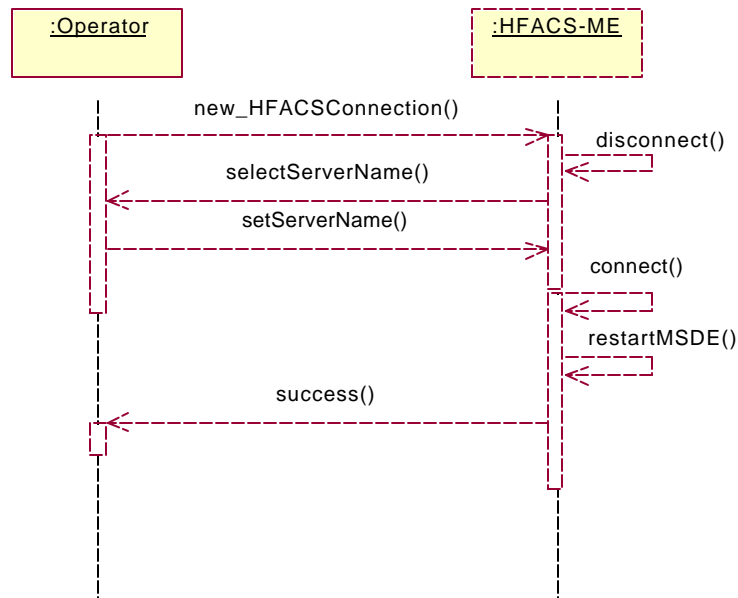 :Operator
:HFACS-ME
new_HFACSConnection()
disconnect()
selectServerName()
setServerName()
connect()
restartMSDE()
success()